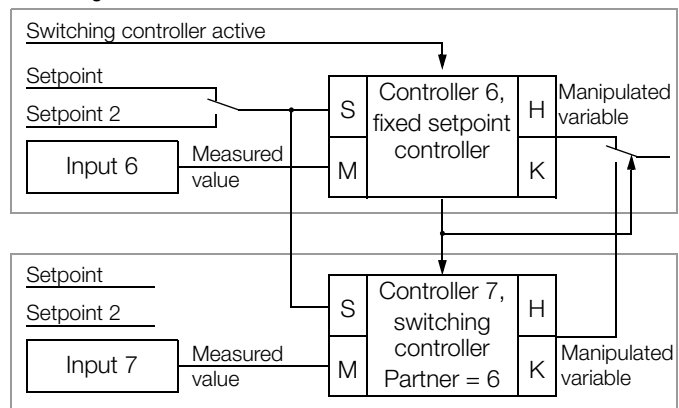 Switching controller active
Setpoint
Setpoint 2
Input 6
Measured
value
S
M
Controller 6,
fixed setpoint
controller
H
K
Manipulated
variable
Setpoint
Setpoint 2
Input 7
Measured
value
S
M
Controller 7,
switching
controller
Partner = 6
H
K
Manipulated
variable